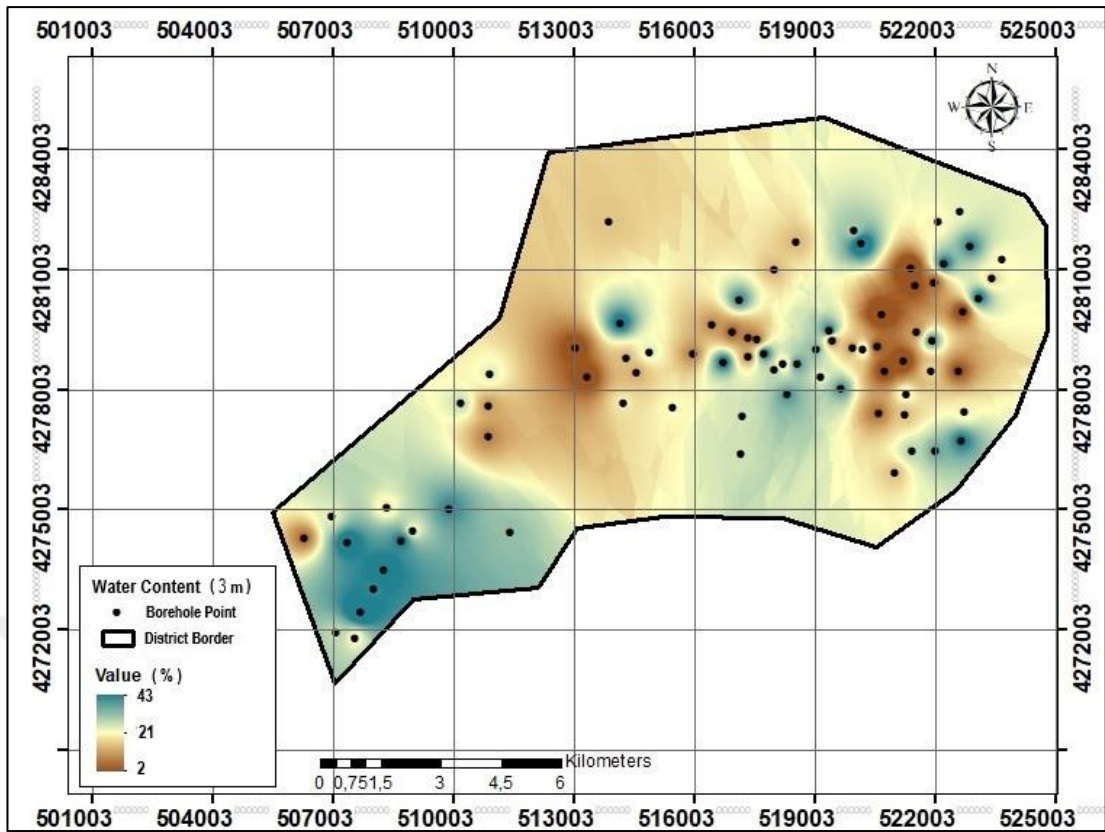 501003 504003 507003 510003 513003 516003 519003 522003 525003
N
W E
S
4284003 4284003
4281003 4281003
4278003 4278003
4275003 4275003
4272003 4272003
Water Content (3 m)
Borehole Point
District Border
Value (%)
43
21
2
Kilometers
0 0,75 1,5 3 4,5 6
501003 504003 507003 510003 513003 516003 519003 522003 525003